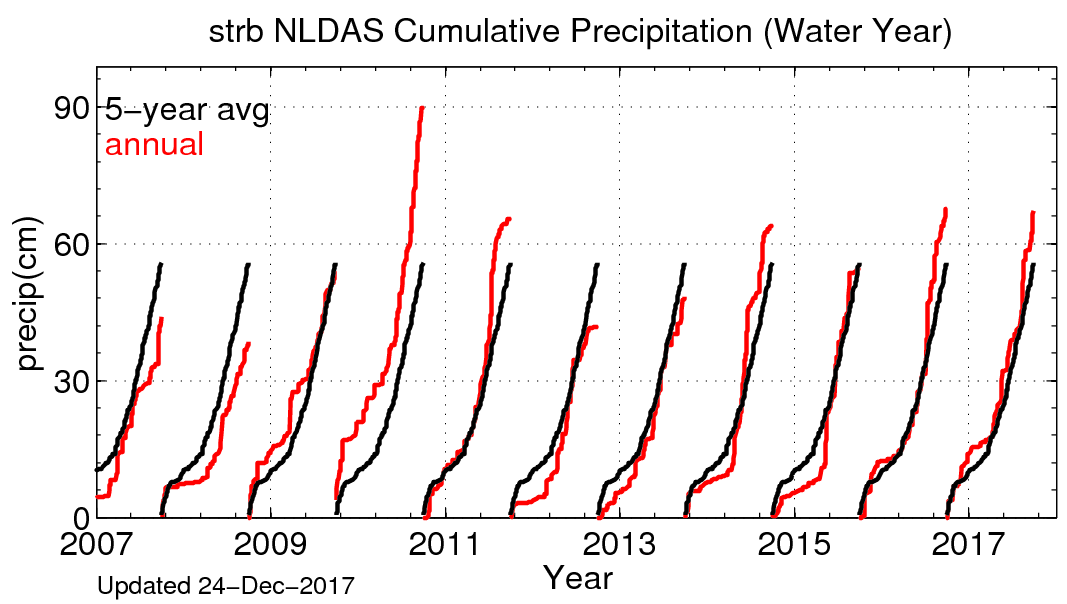 strb NLDAS Cumulative Precipitation (Water Year)
90
5−year avg
annual
60
precip(cm)
30
0
2007 2009 2011 2013 2015 2017
Year
Updated 24−Dec−2017